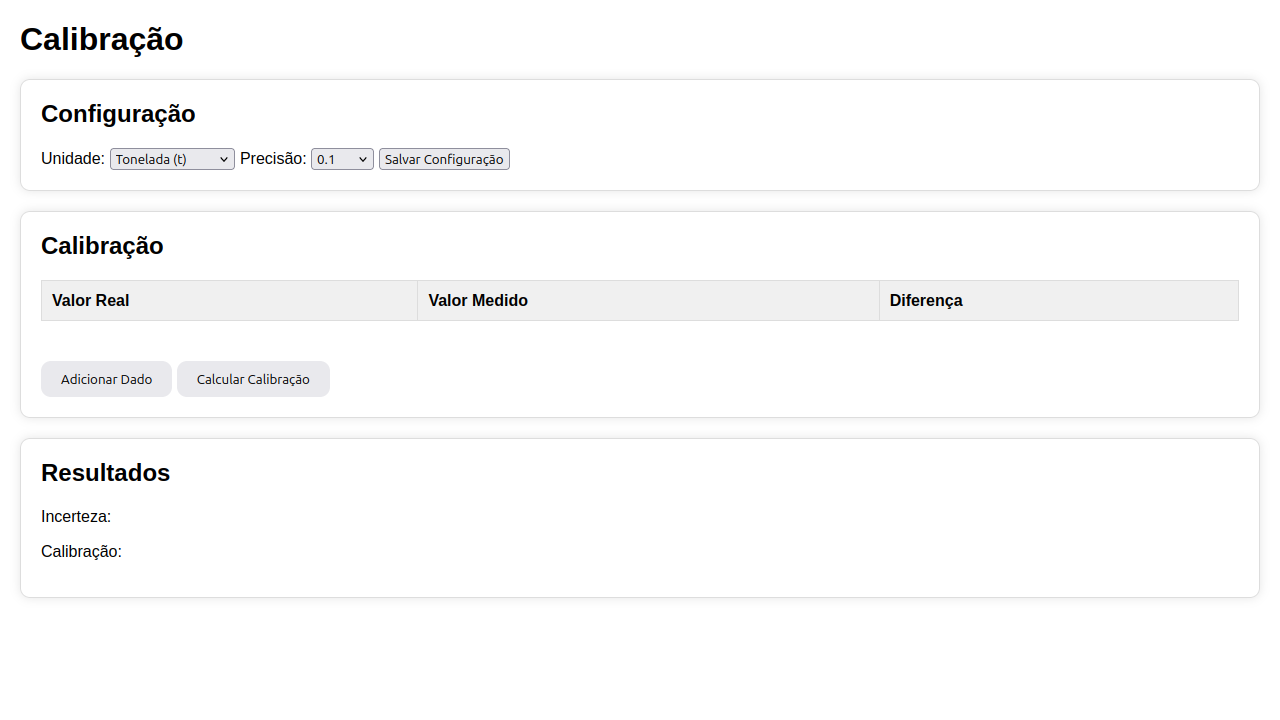 Calibração
Configuração
Unidade: Tonelada (t) Precisão: 0.1 Salvar Configuração
Calibração
Valor Real Valor Medido Diferença
Adicionar Dado Calcular Calibração
Resultados
Incerteza:
Calibração: